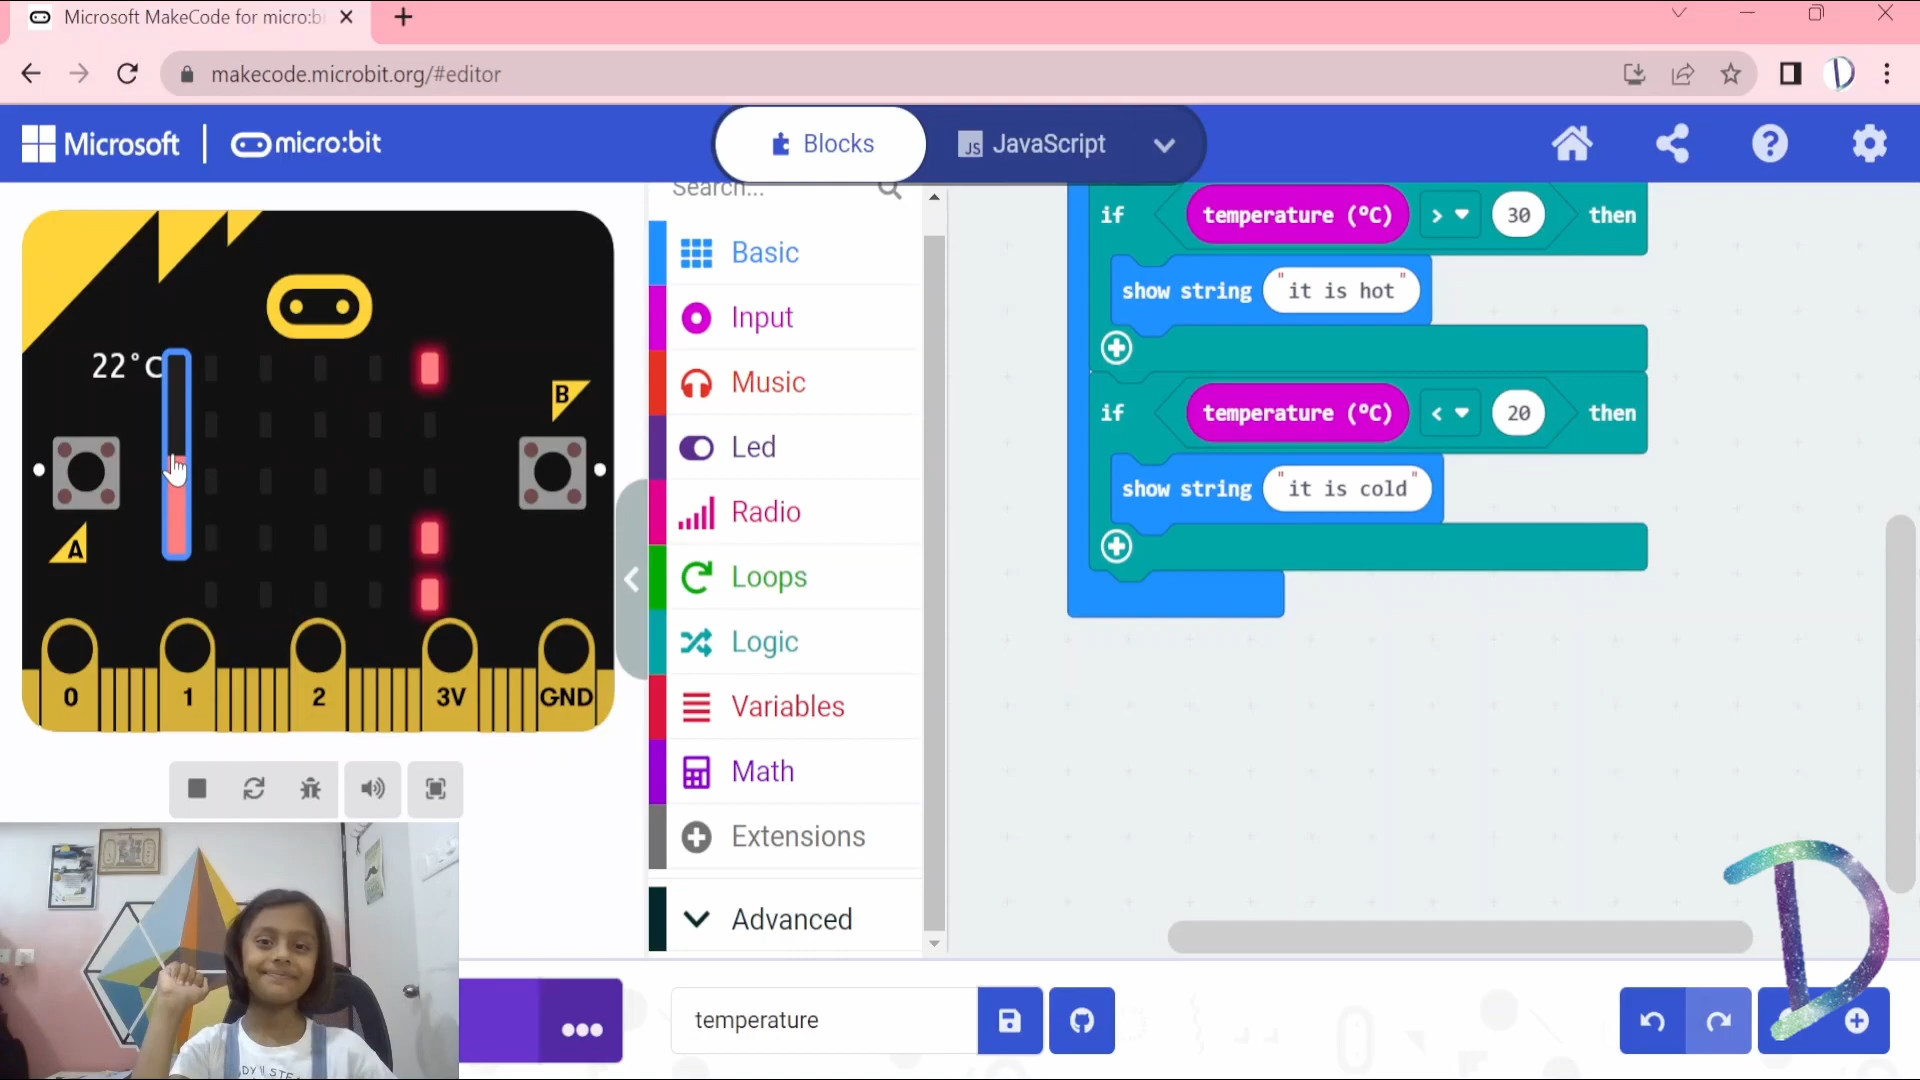 Microsoft MakeCode for micro:bi
makecode.microbit.org/#editor
Microsoft | micro:bit
Blocks
JS JavaScript
Search...
22°C
B
A
0 1 2 3V GND
Basic
Input
Music
Led
Radio
Loops
Logic
Variables
Math
Extensions
Advanced
if temperature (°C) > 30 then
show string "it is hot"
if temperature (°C) < 20 then
show string "it is cold"
temperature
D